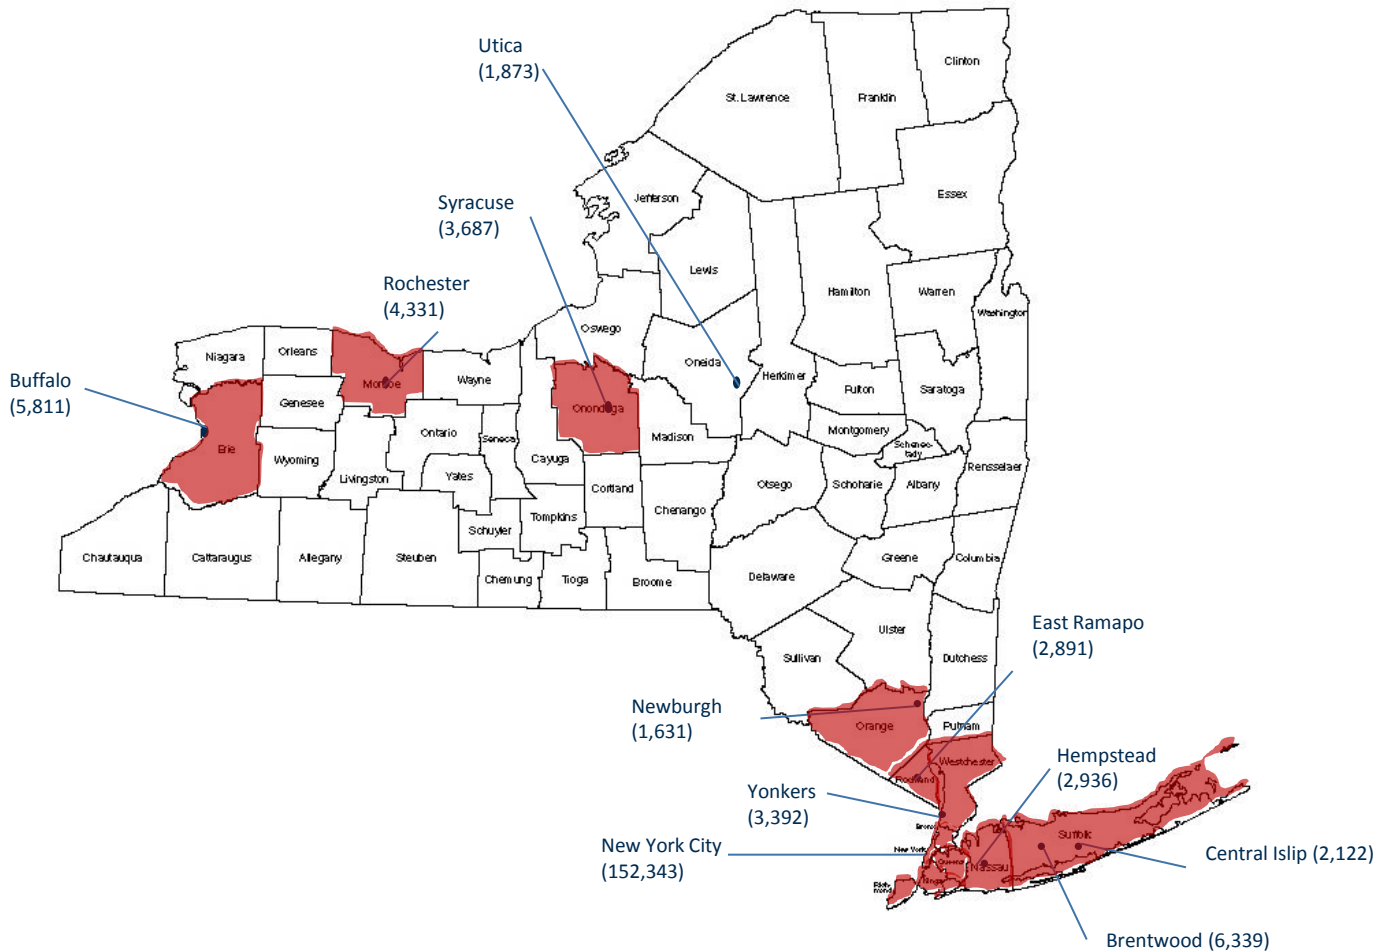 Utica
(1,873)
Clinton
St. Lawrence
Franklin
Essex
Jefferson
Syracuse
(3,687)
Lewis
Hamilton
Warren
Washington
Rochester
(4,331)
Oswego
Oneida
Herkimer
Fulton
Saratoga
Niagara
Orleans
Monroe
Wayne
Buffalo
(5,811)
Genesee
Onondaga
Madison
Montgomery
Schenec-
tady
Erie
Wyoming
Livingston
Ontario
Seneca
Yates
Cayuga
Cortland
Chenango
Otsego
Schoharie
Albany
Rensselaer
Schuyler
Tompkins
Chautauqua
Cattaraugus
Allegany
Steuben
Chemung
Tioga
Broome
Delaware
Greene
Columbia
Ulster
East Ramapo
(2,891)
Sullivan
Dutchess
Newburgh
(1,631)
Orange
Putnam
Westchester
Rockland
Hempstead
(2,936)
Yonkers
(3,392)
Bronx
Suffolk
New York City
(152,343)
New York
Queens
Nassau
Central Islip (2,122)
Kings
Rich-
mond
Brentwood (6,339)